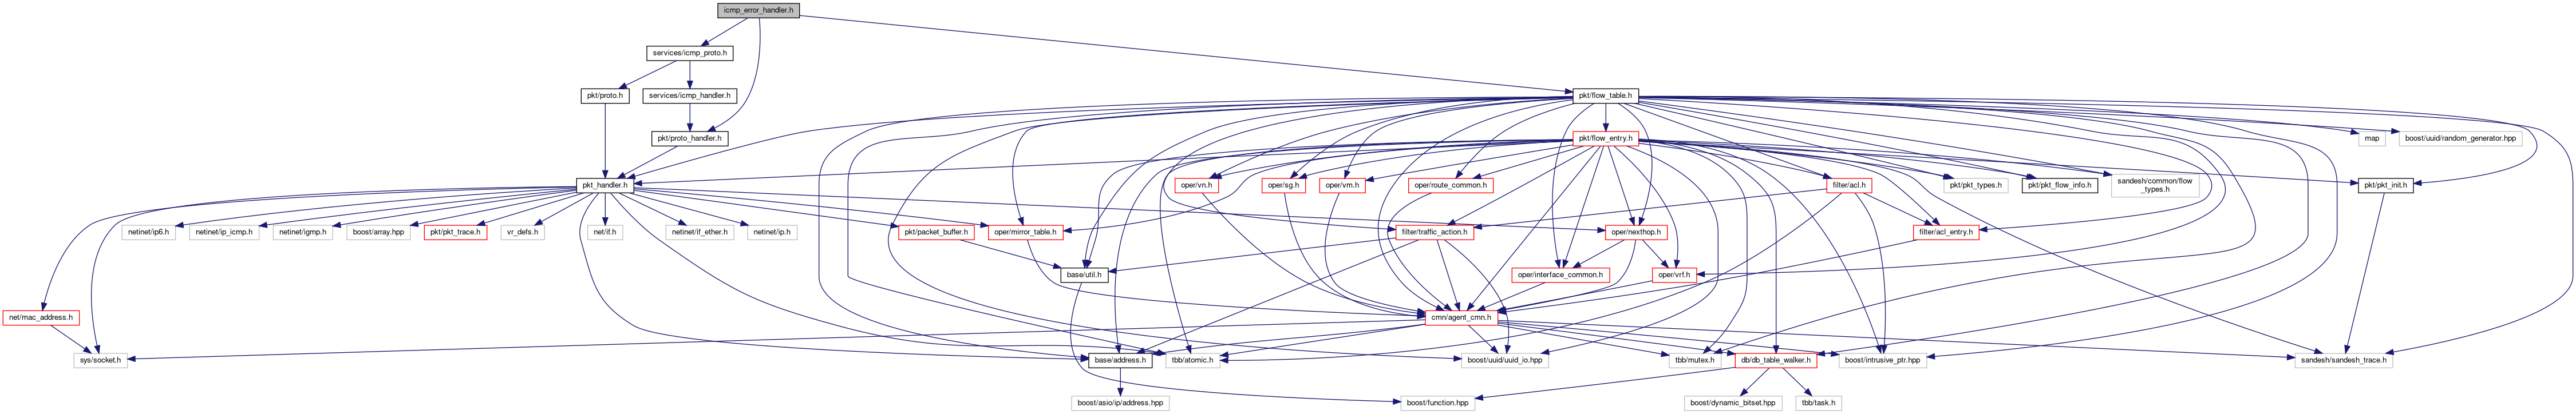 icmp_error_handler.h
services/icmp_proto.h
pkt/proto.h
services/icmp_handler.h
pkt/flow_table.h
pkt/proto_handler.h
pkt/flow_entry.h
map
boost/uuid/random_generator.hpp
pkt_handler.h
oper/vn.h
oper/sg.h
oper/vm.h
oper/route_common.h
filter/acl.h
pkt/pkt_types.h
pkt/pkt_flow_info.h
sandesh/common/flow
_types.h
pkt/pkt_init.h
netinet/ip6.h
netinet/ip_icmp.h
netinet/igmp.h
boost/array.hpp
pkt/pkt_trace.h
vr_defs.h
net/if.h
netinet/if_ether.h
netinet/ip.h
pkt/packet_buffer.h
oper/mirror_table.h
filter/traffic_action.h
oper/nexthop.h
filter/acl_entry.h
base/util.h
oper/interface_common.h
oper/vrf.h
net/mac_address.h
cmn/agent_cmn.h
sys/socket.h
base/address.h
tbb/atomic.h
boost/uuid/uuid_io.hpp
tbb/mutex.h
db/db_table_walker.h
boost/intrusive_ptr.hpp
sandesh/sandesh_trace.h
boost/asio/ip/address.hpp
boost/function.hpp
boost/dynamic_bitset.hpp
tbb/task.h